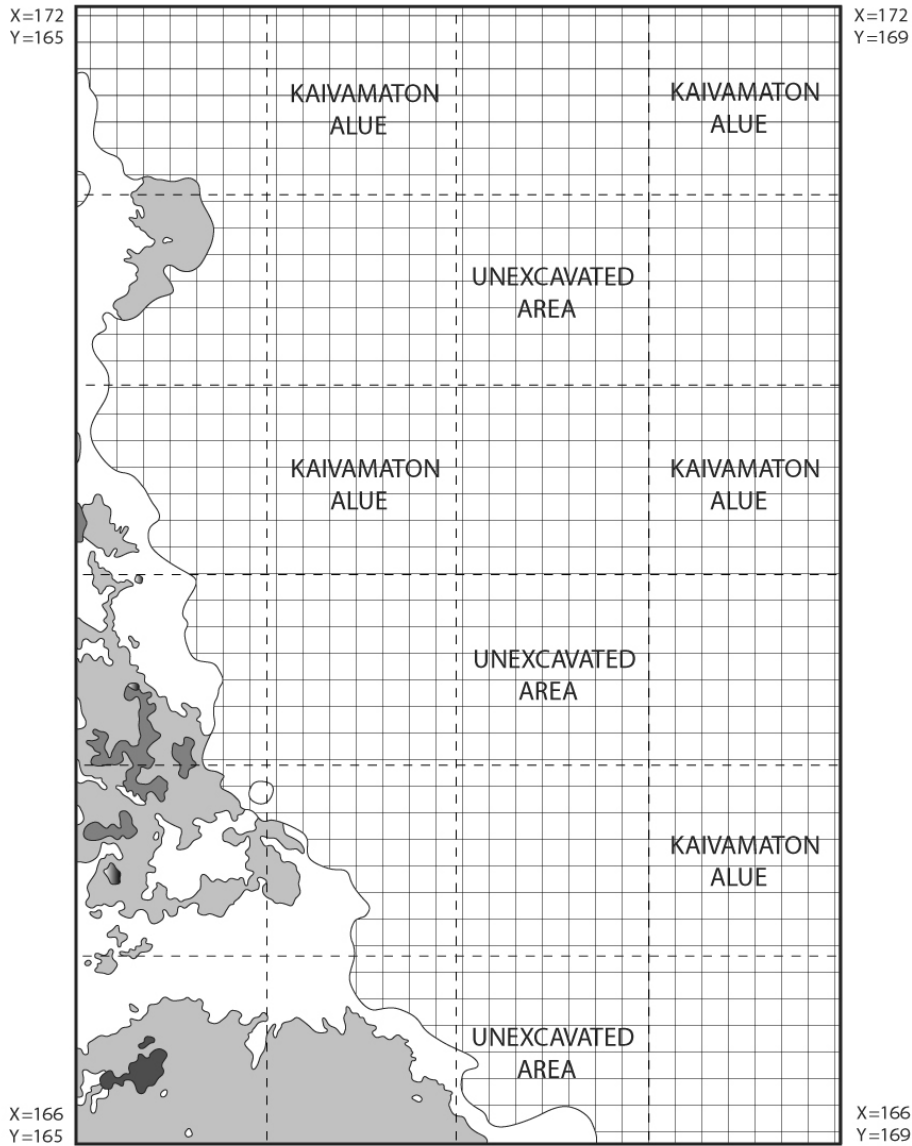 X=172
Y=165
X=172
Y=169
KAIVAMATON
ALUE
KAIVAMATON
ALUE
UNEXCAVATED
AREA
KAIVAMATON
ALUE
KAIVAMATON
ALUE
UNEXCAVATED
AREA
KAIVAMATON
ALUE
UNEXCAVATED
AREA
X=166
Y=165
X=166
Y=169